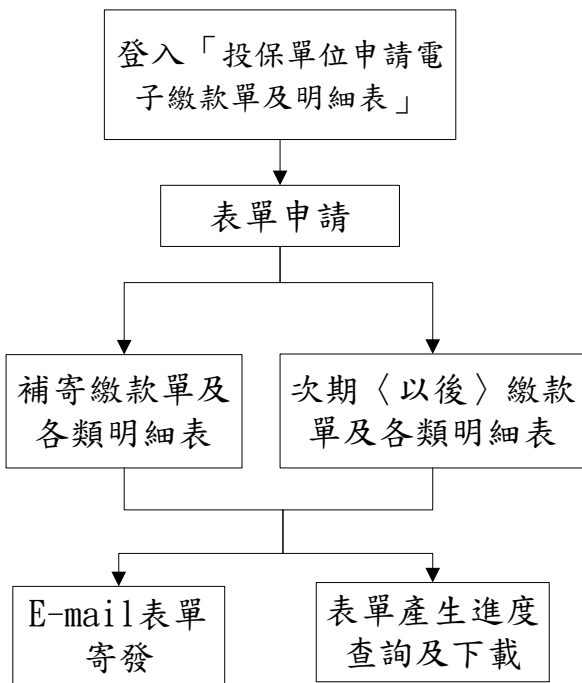 登入「投保單位申請電
子繳款單及明細表」
表單申請
補寄繳款單及
各類明細表
次期〈以後〉繳款
單及各類明細表
E-mail表單
寄發
表單產生進度
查詢及下載